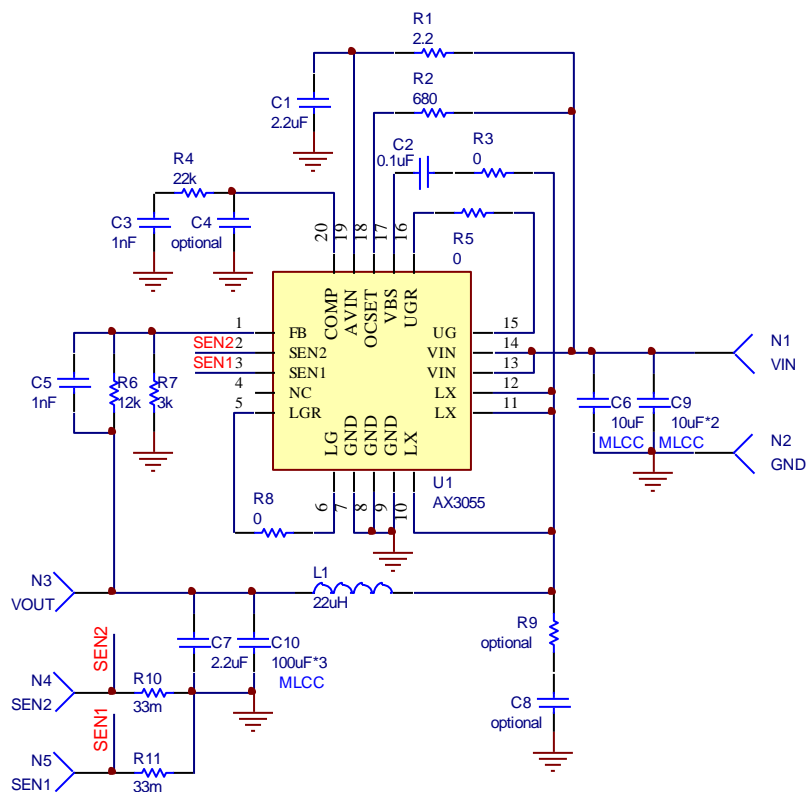 R1
2.2
R2
680
C1
2.2uF
C2
0.1uF
R3
0
R4
22k
C3
1nF
C4
optional
R5
0
20
19
18
17
16
COMP
AVIN
OCSET
VBS
UGR
1
FB
SEN2
2
SEN2
SEN1
3
SEN1
4
NC
5
LGR
UG
15
VIN
14
VIN
13
LX
12
LX
11
LG
GND
GND
GND
LX
6
7
8
9
10
U1
AX3055
N1
VIN
C6
10uF
MLCC
C9
10uF*2
MLCC
N2
GND
C5
1nF
R6
12k
R7
3k
R8
0
N3
VOUT
L1
22uH
C7
2.2uF
C10
100uF*3
MLCC
R9
optional
C8
optional
SEN2
N4
SEN2
R10
33m
SEN1
N5
SEN1
R11
33m